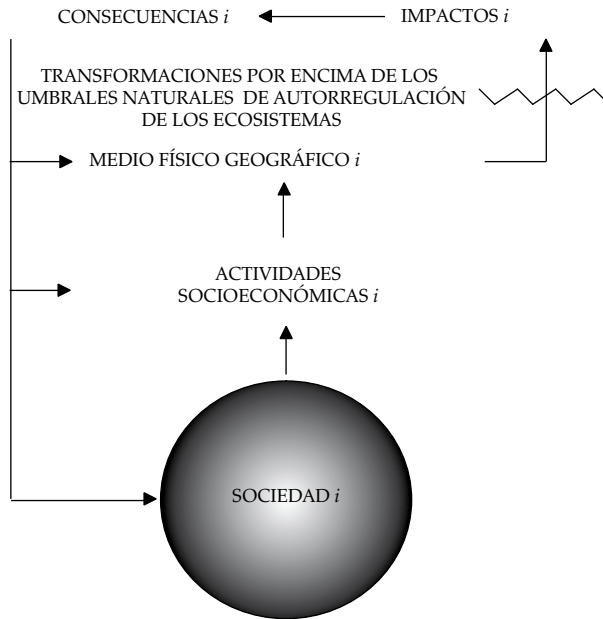 CONSECUENCIAS i
IMPACTOS i
TRANSFORMACIONES POR ENCIMA DE LOS
UMBRALES NATURALES DE AUTORREGULACIÓN
DE LOS ECOSISTEMAS
MEDIO FÍSICO GEOGRÁFICO i
ACTIVIDADES
SOCIOECONÓMICAS i
SOCIEDAD i